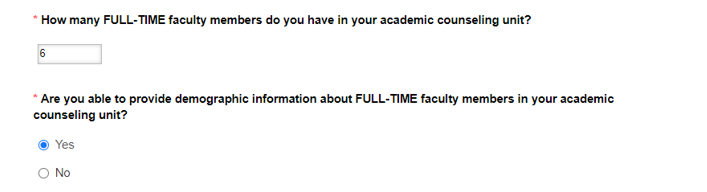 * How many FULL-TIME faculty members do you have in your academic counseling unit?
6
* Are you able to provide demographic information about FULL-TIME faculty members in your academic
counseling unit?
Yes
No